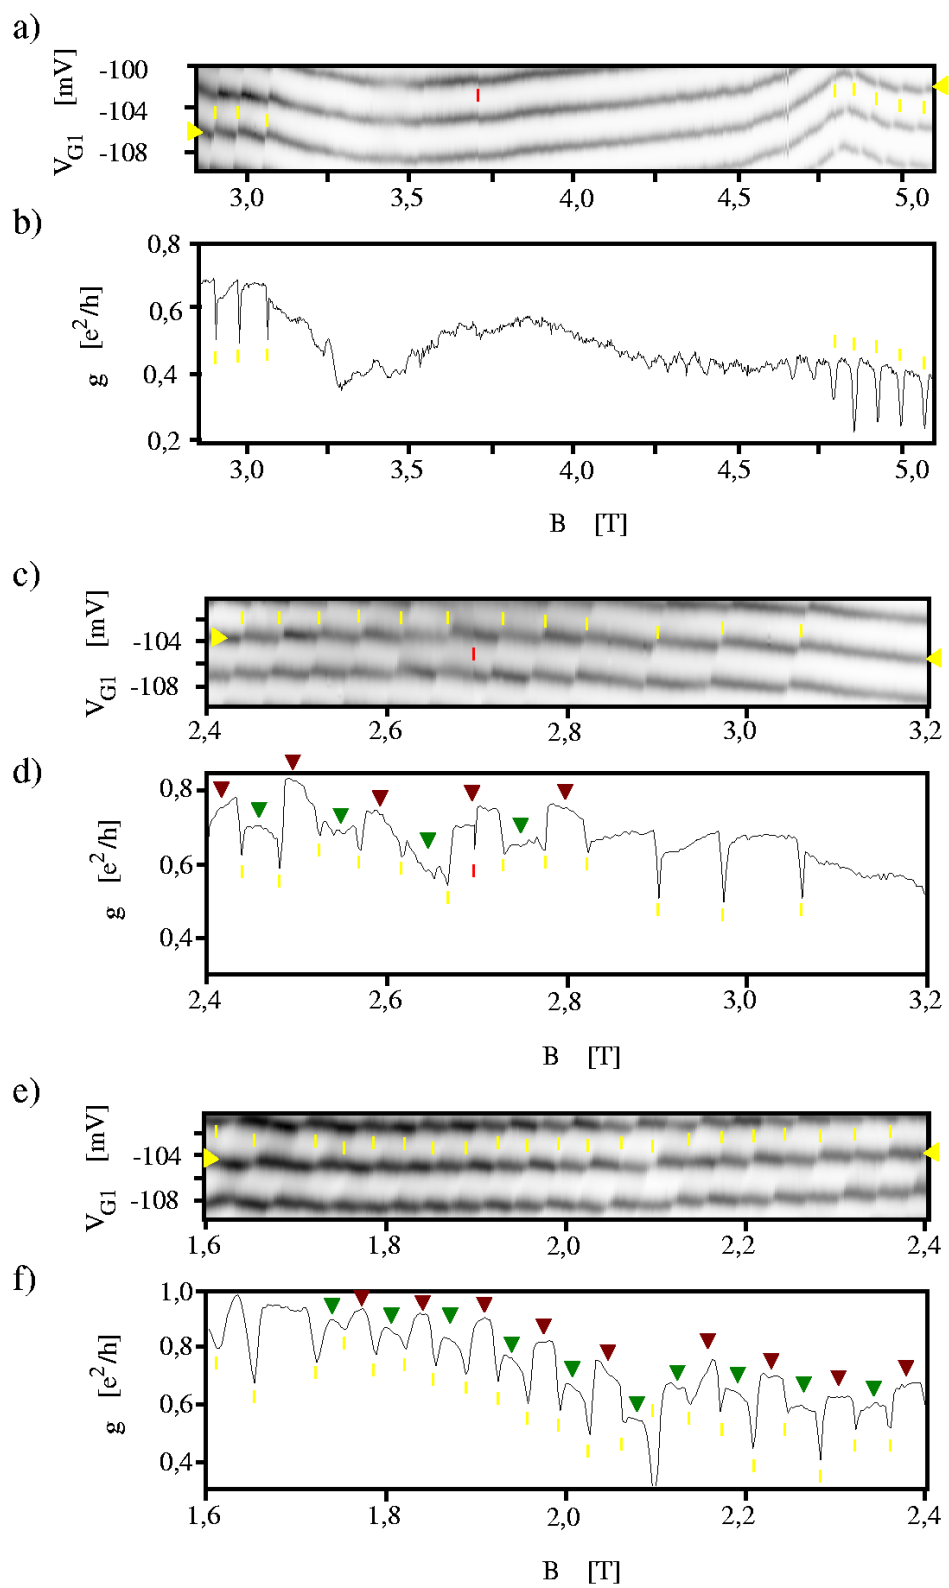 a)
V_G1 [mV]
-100
-104
-108
3,0 3,5 4,0 4,5 5,0
b)
g [e²/h]
0,8
0,6
0,4
0,2
3,0 3,5 4,0 4,5 5,0
B [T]
c)
V_G1 [mV]
-104
-108
2,4 2,6 2,8 3,0 3,2
d)
g [e²/h]
0,8
0,6
0,4
2,4 2,6 2,8 3,0 3,2
B [T]
e)
V_G1 [mV]
-104
-108
1,6 1,8 2,0 2,2 2,4
f)
g [e²/h]
1,0
0,8
0,6
0,4
1,6 1,8 2,0 2,2 2,4
B [T]